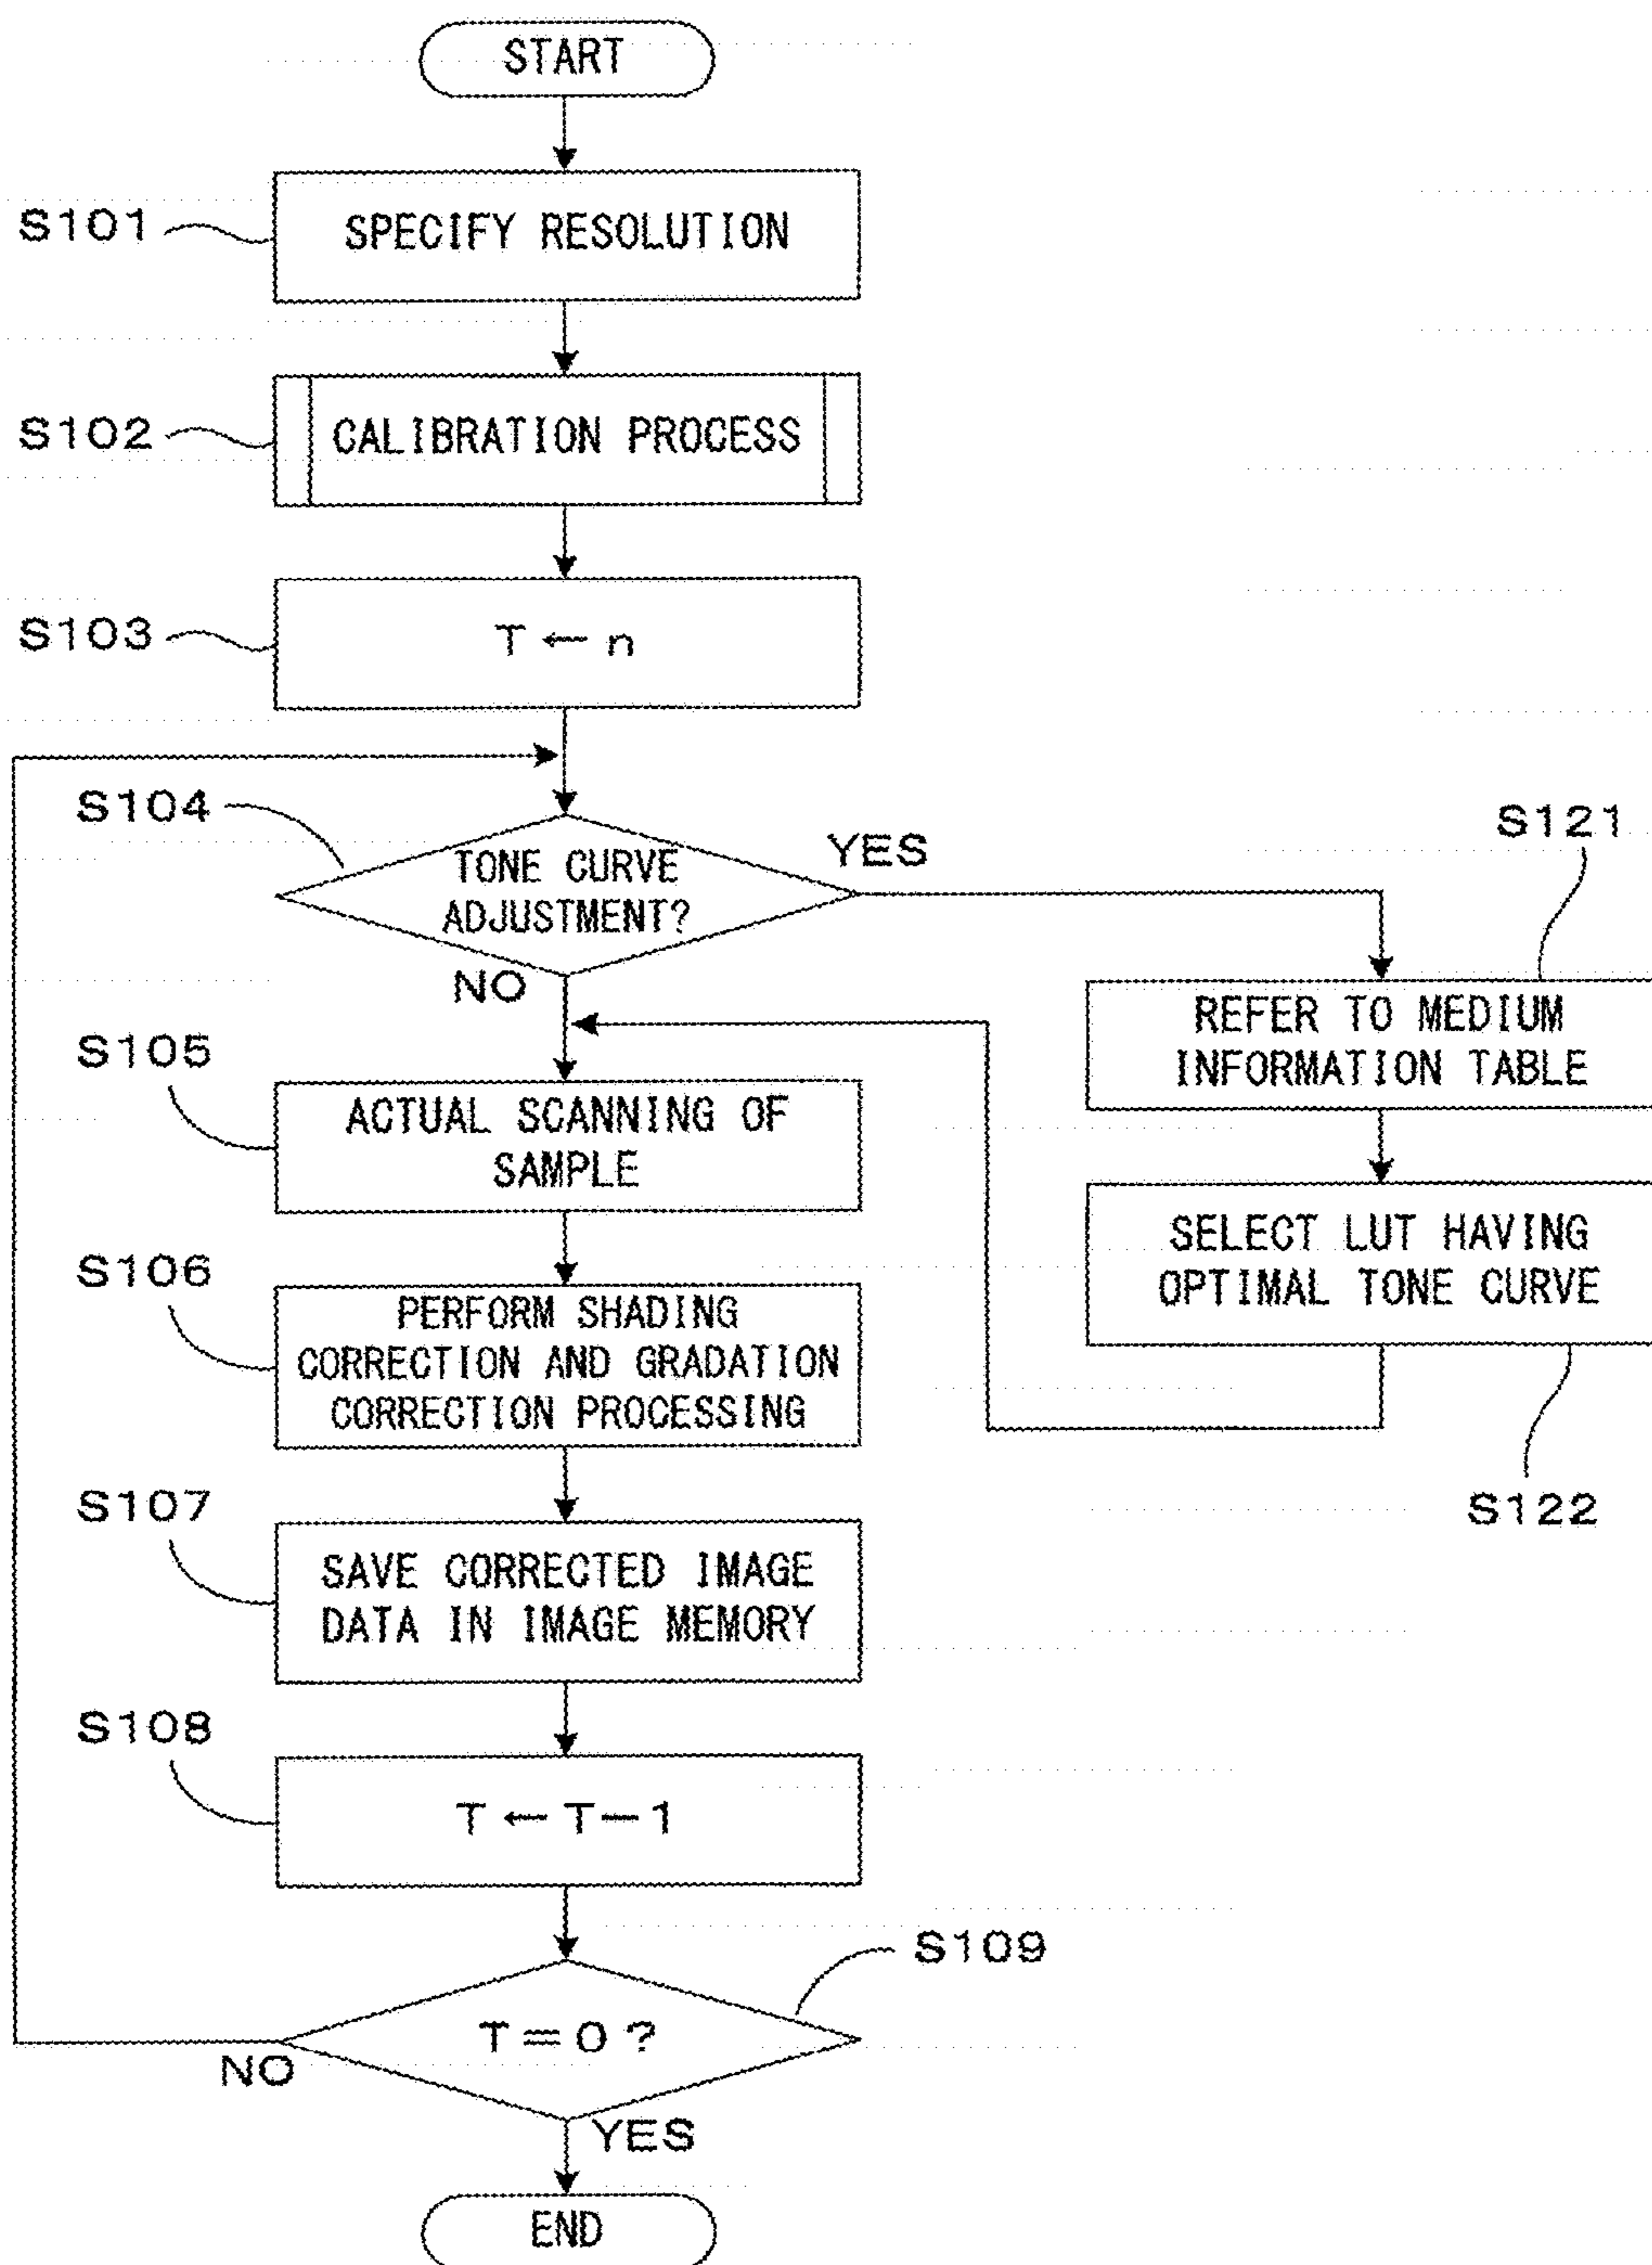 START
S101
SPECIFY RESOLUTION
S102
CALIBRATION PROCESS
S103
T ← n
S104
TONE CURVE
ADJUSTMENT?
YES
NO
S121
REFER TO MEDIUM
INFORMATION TABLE
S105
ACTUAL SCANNING OF
SAMPLE
SELECT LUT HAVING
OPTIMAL TONE CURVE
S122
S106
PERFORM SHADING
CORRECTION AND GRADATION
CORRECTION PROCESSING
S107
SAVE CORRECTED IMAGE
DATA IN IMAGE MEMORY
S108
T ← T−1
S109
T = 0 ?
NO
YES
END